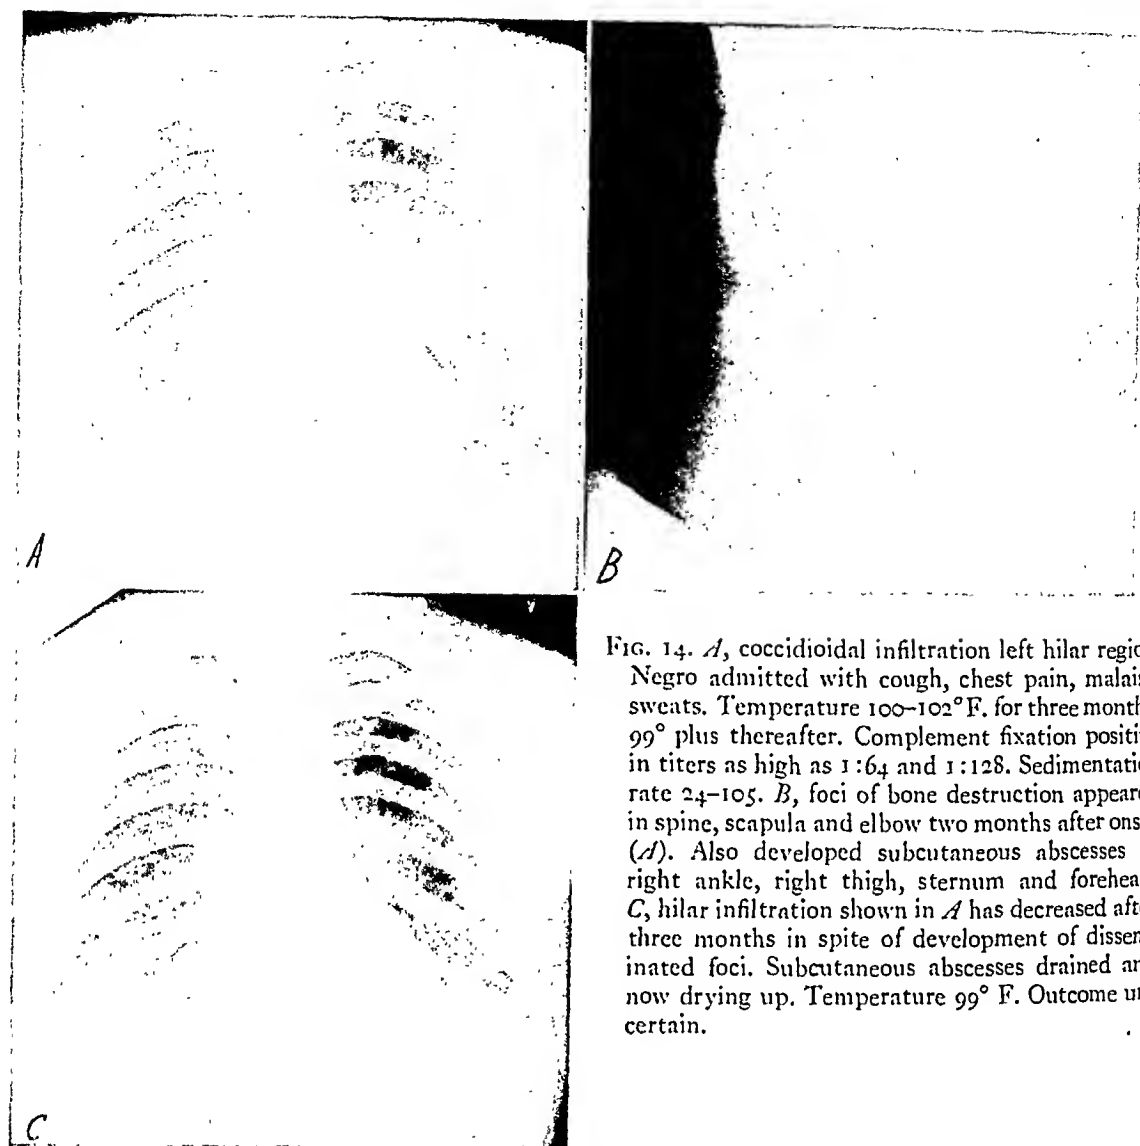 A
B
C
FIG. 14. A, coccidioidal infiltration left hilar regio
Negro admitted with cough, chest pain, malais
sweats. Temperature 100–102°F. for three month
99° plus thereafter. Complement fixation positi
in titers as high as 1:64 and 1:128. Sedimentatio
rate 24–105. B, foci of bone destruction appeare
in spine, scapula and elbow two months after ons
(A). Also developed subcutaneous abscesses
right ankle, right thigh, sternum and forehea
C, hilar infiltration shown in A has decreased afte
three months in spite of development of dissem
inated foci. Subcutaneous abscesses drained an
now drying up. Temperature 99° F. Outcome un
certain.